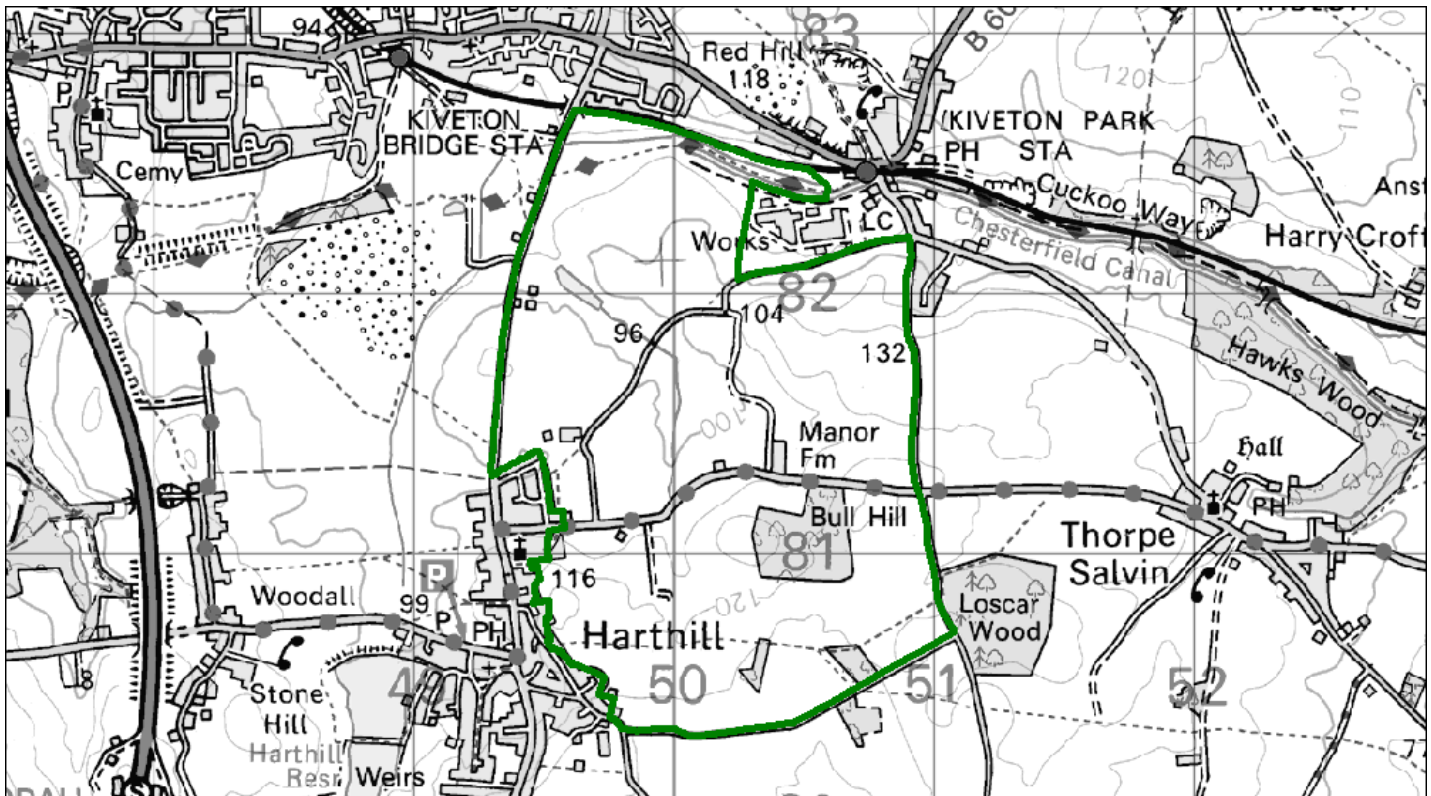 94
Red Hill
118
83
B 60
120
110
P
KIVETON
BRIDGE STA
KIVETON PARK
PH STA
Cemy
Cuckoo Way
Anst
Harry Croft
LC
Works
Chesterfield Canal
82
104
96
132
Hawks Wood
100
Manor
Fm
Hall
Bull Hill
PH
Thorpe
Salvin
81
116
P
Woodall
99
P
PH
120
Loscar
Wood
Harthill
49
50
51
52
Stone
Hill
Harthill
Resr
Weirs